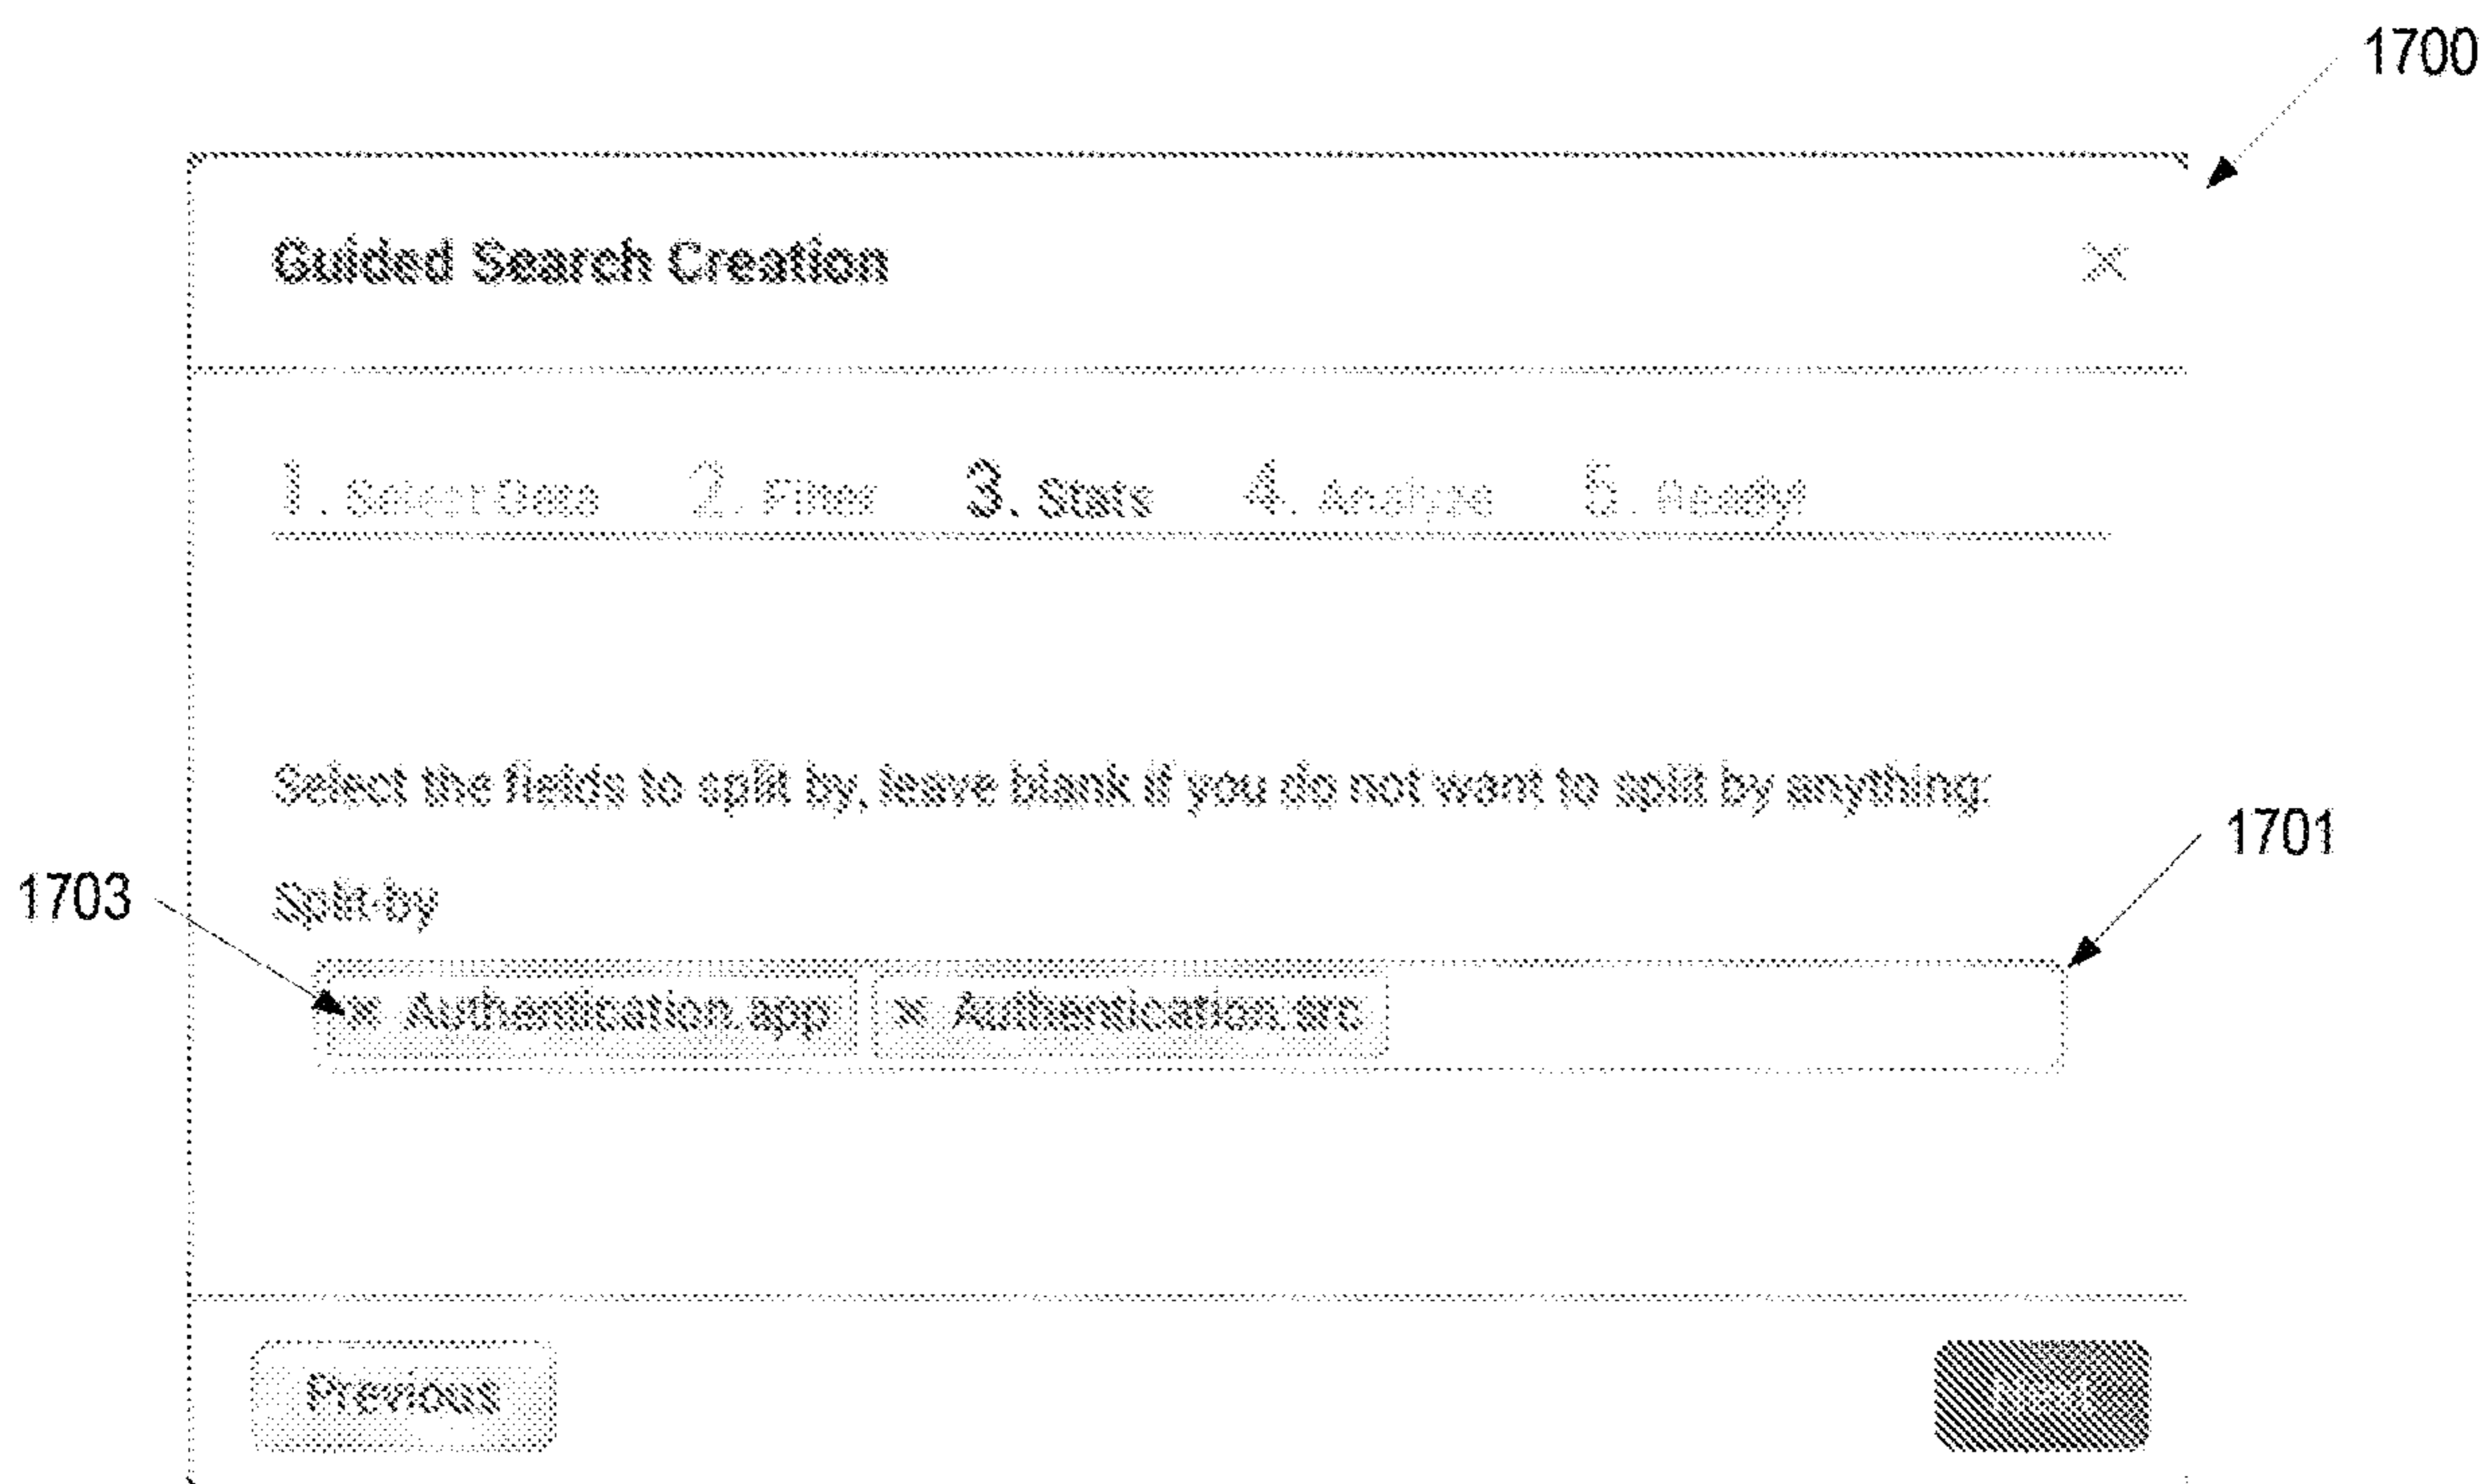 1700
Guided Search Creation ×
1. Select Data 2. Filter 3. Stats 4. Analyze 5. Ready!
Select the fields to split by, leave blank if you do not want to split by anything:
1701
1703 Split-by
× Authentication.app × Authentication.src
Previous Next